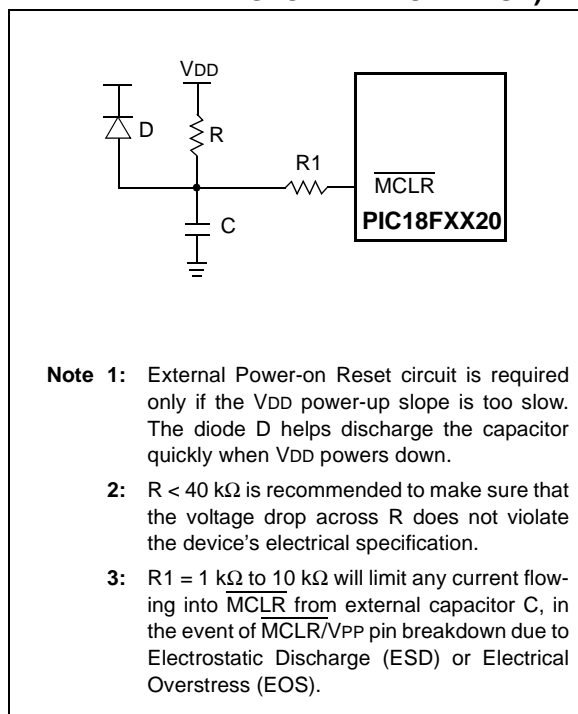 VDD
D
R
R1
MCLR
C
PIC18FXX20
Note 1: External Power-on Reset circuit is required
only if the VDD power-up slope is too slow.
The diode D helps discharge the capacitor
quickly when VDD powers down.
2: R < 40 kΩ is recommended to make sure that
the voltage drop across R does not violate
the device's electrical specification.
3: R1 = 1 kΩ to 10 kΩ will limit any current flow-
ing into MCLR from external capacitor C, in
the event of MCLR/VPP pin breakdown due to
Electrostatic Discharge (ESD) or Electrical
Overstress (EOS).